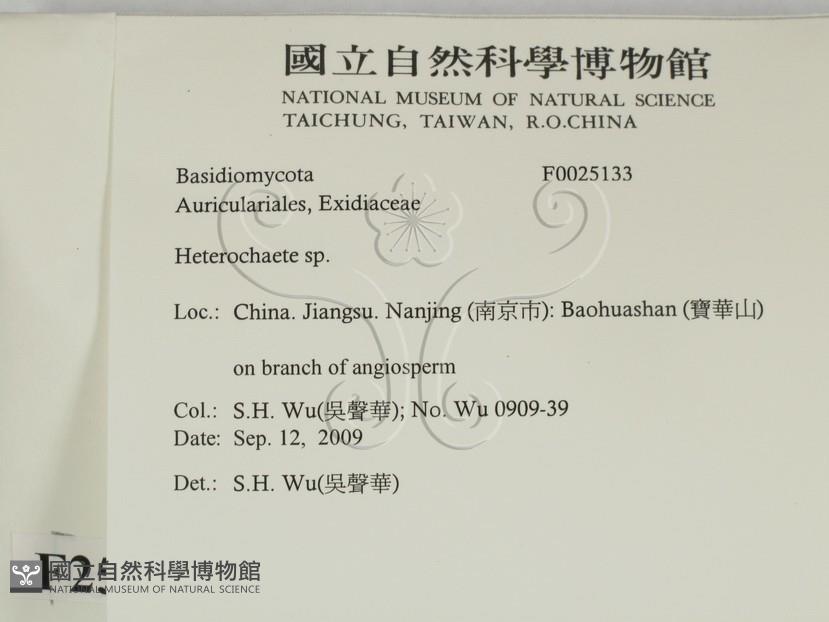 國立自然科學博物館
NATIONAL MUSEUM OF NATURAL SCIENCE
TAICHUNG, TAIWAN, R.O.CHINA
Basidiomycota F0025133
Auriculariales, Exidiaceae
Heterochaete sp.
Loc.: China. Jiangsu. Nanjing (南京市): Baohuashan (寶華山)
on branch of angiosperm
Col.: S.H. Wu(吳聲華); No. Wu 0909-39
Date: Sep. 12, 2009
Det.: S.H. Wu(吳聲華)
國立自然科學博物館
NATIONAL MUSEUM OF NATURAL SCIENCE